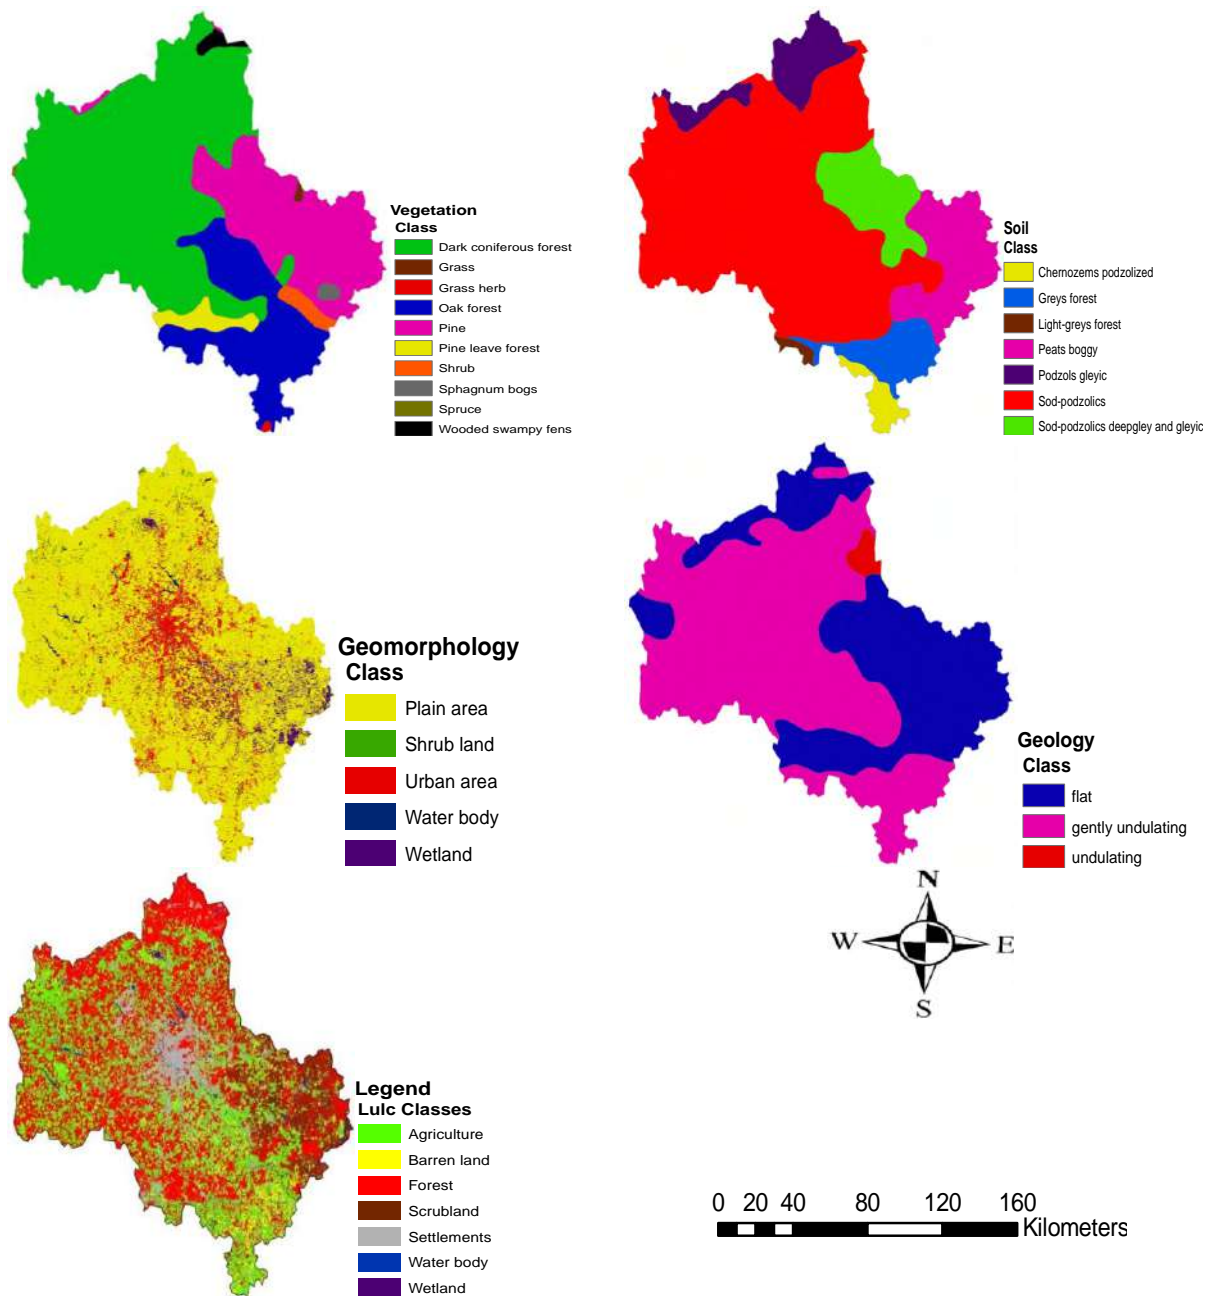 Vegetation
Class
Dark coniferous forest
Grass
Grass herb
Oak forest
Pine
Pine leave forest
Shrub
Sphagnum bogs
Spruce
Wooded swampy fens
Soil
Class
Chernozems podzolized
Greys forest
Light-greys forest
Peats boggy
Podzols gleyic
Sod-podzolics
Sod-podzolics deepgley and gleyic
Geomorphology
Class
Plain area
Shrub land
Urban area
Water body
Wetland
Geology
Class
flat
gently undulating
undulating
N
W E
S
Legend
Lulc Classes
Agriculture
Barren land
Forest
Scrubland
Settlements
Water body
Wetland
0 20 40 80 120 160
Kilometers